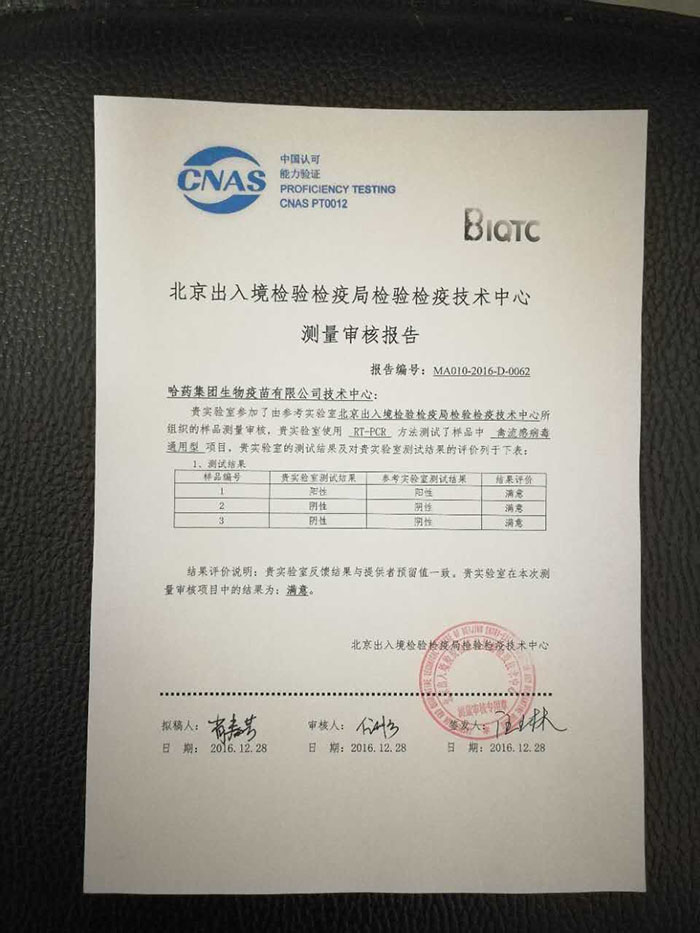 CNAS
中国认可
能力验证
PROFICIENCY TESTING
CNAS PT0012
BIQTC
北京出入境检验检疫局检验检疫技术中心
测量审核报告
报告编号：MA010-2016-D-0062
哈药集团生物疫苗有限公司技术中心：
贵实验室参加了由参考实验室北京出入境检验检疫局检验检疫技术中心所
组织的样品测量审核，贵实验室使用 RT-PCR 方法测试了样品中 禽流感病毒
通用型 项目，贵实验室的测试结果及对贵实验室测试结果的评价列于下表：
1、测试结果
样品编号 贵实验室测试结果 参考实验室测试结果 结果评价
1 阳性 阳性 满意
2 阴性 阴性 满意
3 阴性 阴性 满意
结果评价说明：贵实验室反馈结果与提供者预留值一致。贵实验室在本次测
量审核项目中的结果为：满意。
北京出入境检验检疫局检验检疫技术中心
测量审核专用章
拟稿人： 审核人： 签发人：
日 期： 2016.12.28 日 期：2016.12.28 日 期：2016.12.28